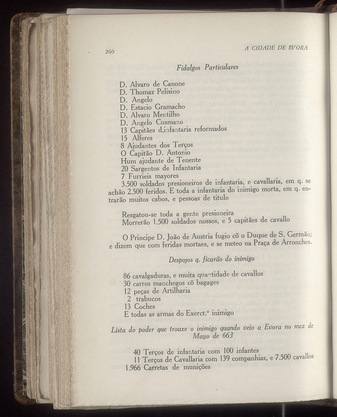 260
A CIDADE DE EVORA
Fidalgos Particulares
D. Alvaro de Canone
D. Thomaz Pelisino
D. Angelo
D. Estacio Gramacho
D. Alvaro Mentilho
D. Angelo Cusmano
13 Capitães d,infantaria reformados
15 Alferes
8 Ajudantes dos Terços
O Capitão D. Antonio
Hum ajudante de Tenente
20 Sargentos de Infantaria
7 Furrieis mayores
3.500 soldados presioneiros de infantaria, e cavallaria, em q. se
achão 2.500 feridos. E toda a infantaria do inimigo morta, em q. en-
trarão muitos cabos, e pessoas de titulo
Resgatou-se toda a gente presioneira
Morrerão 1.500 soldados nossos, e 5 capitães de cavallo
O Principe D. João de Austria fugio cõ o Duque de S. Germão;
e dizem que com feridas mortaes, e se meteo na Praça de Arronches.
Despojos q. ficarão do inimigo
86 cavalgaduras, e muita quantidade de cavallos
30 carros manchegos cõ bagages
12 peças de Artilharia
2 trabucos
13 Coches
E todas as armas do Exerct.º inimigo
Lista do poder que trouxe o inimigo quando veio a Evora no mez de
Mayo de 663
40 Terços de infantaria com 100 infantes
11 Terços de Cavallaria com 139 companhias, e 7.500 cavallos
1.966 Carretas de munições